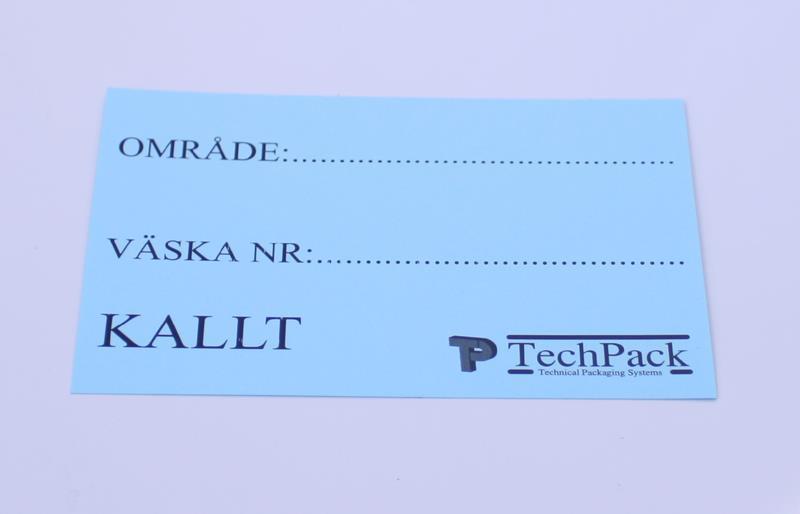 OMRÅDE:..........................................................
VÄSKA NR:........................................................
KALLT
TP TechPack
Technical Packaging Systems